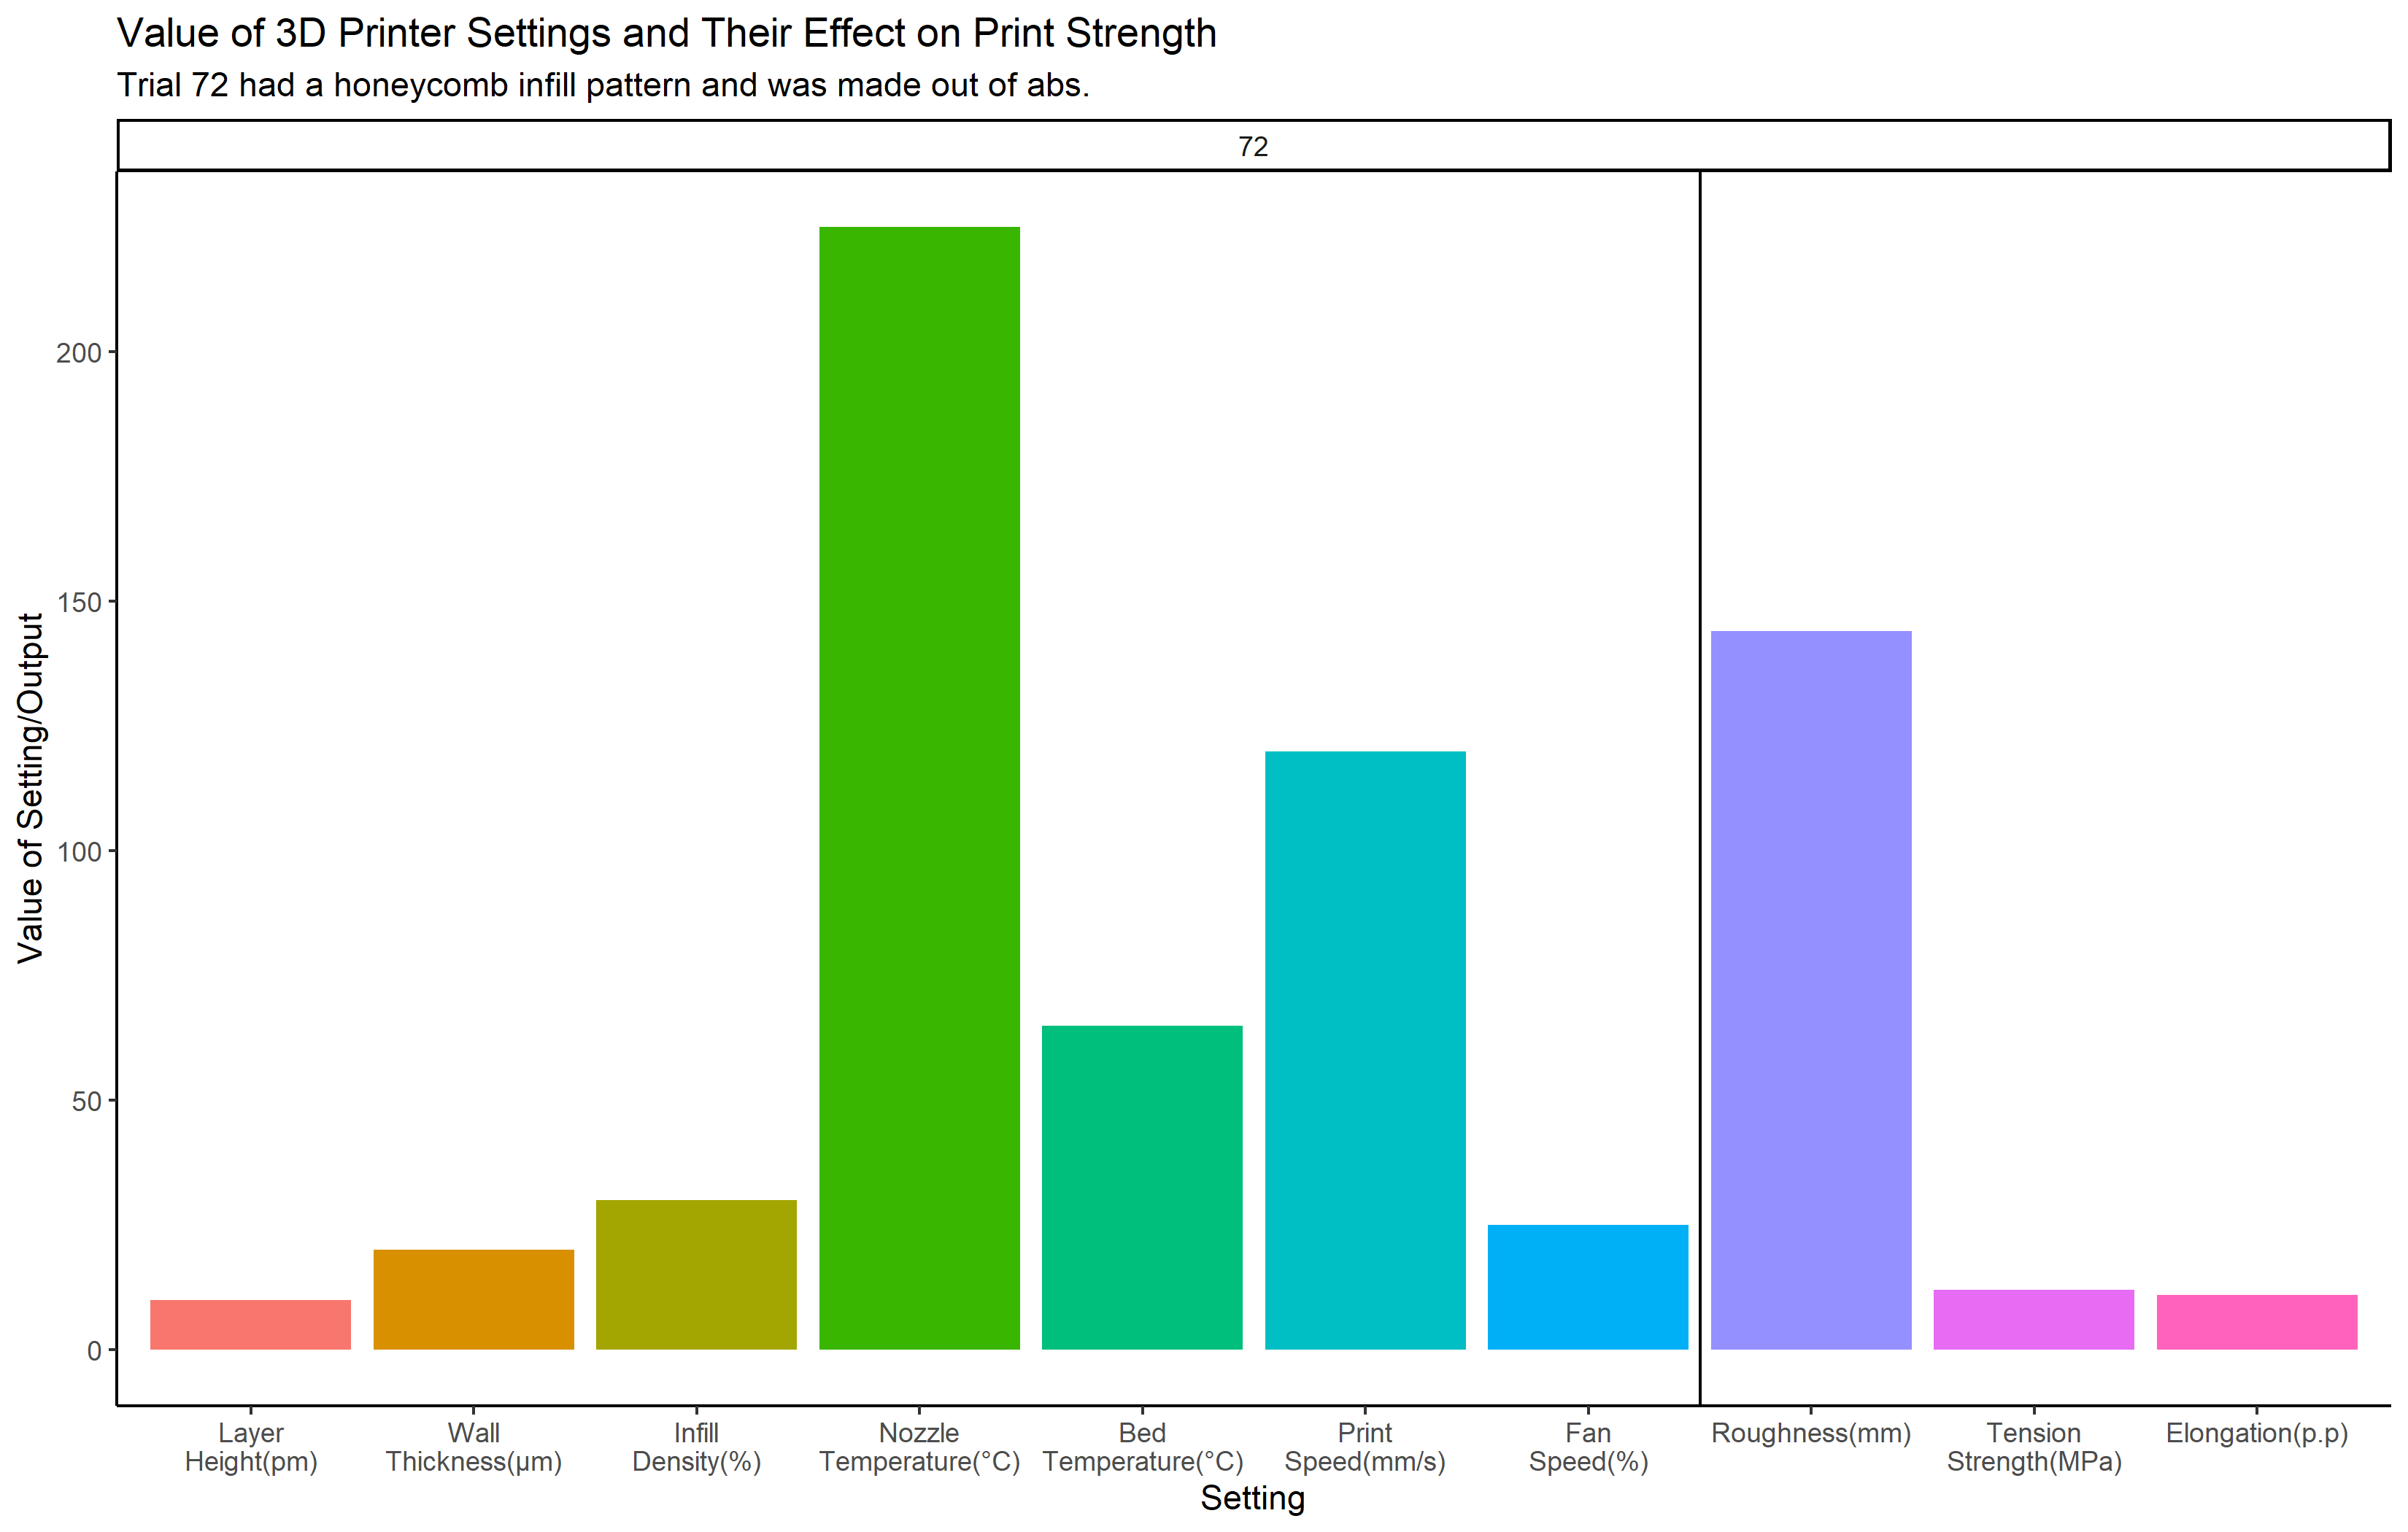 Value of 3D Printer Settings and Their Effect on Print Strength
Trial 72 had a honeycomb infill pattern and was made out of abs.
72
Value of Setting/Output
200
150
100
50
0
Layer
Height(pm)
Wall
Thickness(µm)
Infill
Density(%)
Nozzle
Temperature(°C)
Bed
Temperature(°C)
Print
Speed(mm/s)
Fan
Speed(%)
Roughness(mm)
Tension
Strength(MPa)
Elongation(p.p)
Setting